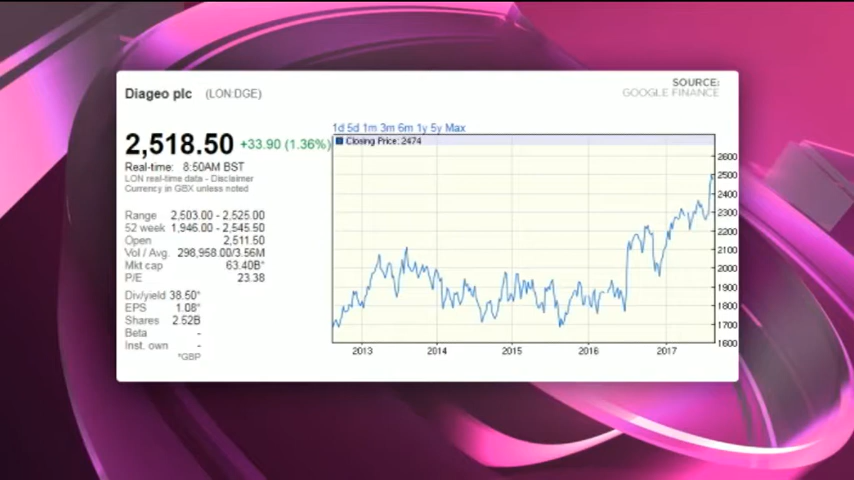 Diageo plc (LON:DGE)
SOURCE:
GOOGLE FINANCE
2,518.50 +33.90 (1.36%)
Real-time: 8:50AM BST
LON real-time data - Disclaimer
Currency in GBX unless noted
Range 2,503.00 - 2,525.00
52 week 1,946.00 - 2,545.50
Open 2,511.50
Vol / Avg. 298,958.00/3.56M
Mkt cap 63.40B*
P/E 23.38
Div/yield 38.50*
EPS 1.08*
Shares 2.52B
Beta -
Inst. own -
*GBP
1d 5d 1m 3m 6m 1y 5y Max
Closing Price: 2474
2600
2500
2400
2300
2200
2100
2000
1900
1800
1700
1600
2013 2014 2015 2016 2017